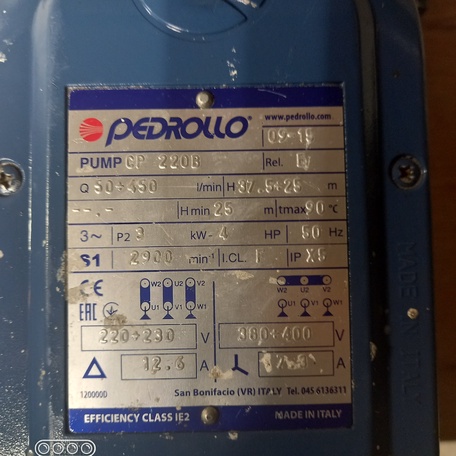 PEDROLLO
www.pedrollo.com
09-15
PUMP CP 220B Rel.
Q 50÷450 l/min H 37.5÷25 m
--.- H min 25 m tmax 90 °C
3~ P2 3 kW- 4 HP 50 Hz
S1 2900 min-1 I.CL. F IP X5
CE W2 U2 V2 W2 U2 V2
EAC U1 V1 W1 U1 V1 W1
220÷230 V 380÷400 V
12.6 A A
1200000 San Bonifacio (VR) ITALY Tel. 045 6136311
EFFICIENCY CLASS IE2 MADE IN ITALY
MADE IN ITALY